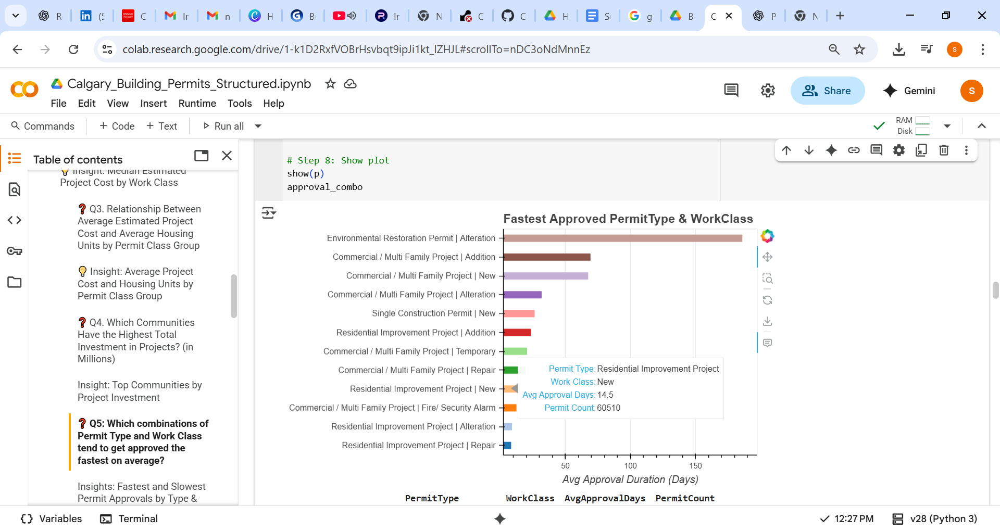 R
(5
C
Ir
n
H
B
Ir
N
C
C
H
S
g
B
C
P
N
colab.research.google.com/drive/1-k1D2RxfVOBrHsvbqt9ipJi1kt_lZHJL#scrollTo=nDC3oNdMnnEz
S
Calgary_Building_Permits_Structured.ipynb
File Edit View Insert Runtime Tools Help
Share
Gemini
S
Commands
+ Code + Text
Run all
RAM
Disk
Table of contents
Insight: Median Estimated
Project Cost by Work Class
❓ Q3. Relationship Between
Average Estimated Project
Cost and Average Housing
Units by Permit Class Group
💡 Insight: Average Project
Cost and Housing Units by
Permit Class Group
❓ Q4. Which Communities
Have the Highest Total
Investment in Projects? (in
Millions)
Insight: Top Communities by
Project Investment
❓ Q5: Which combinations of
Permit Type and Work Class
tend to get approved the
fastest on average?
Insights: Fastest and Slowest
Permit Approvals by Type &
# Step 8: Show plot
show(p)
approval_combo
Fastest Approved PermitType & WorkClass
Environmental Restoration Permit | Alteration
Commercial / Multi Family Project | Addition
Commercial / Multi Family Project | New
Commercial / Multi Family Project | Alteration
Single Construction Permit | New
Residential Improvement Project | Addition
Commercial / Multi Family Project | Temporary
Commercial / Multi Family Project | Repair
Residential Improvement Project | New
Commercial / Multi Family Project | Fire/ Security Alarm
Residential Improvement Project | Alteration
Residential Improvement Project | Repair
Permit Type: Residential Improvement Project
Work Class: New
Avg Approval Days: 14.5
Permit Count: 60510
50 100 150
Avg Approval Duration (Days)
PermitType WorkClass AvgApprovalDays PermitCount
Variables
Terminal
12:27 PM
v28 (Python 3)